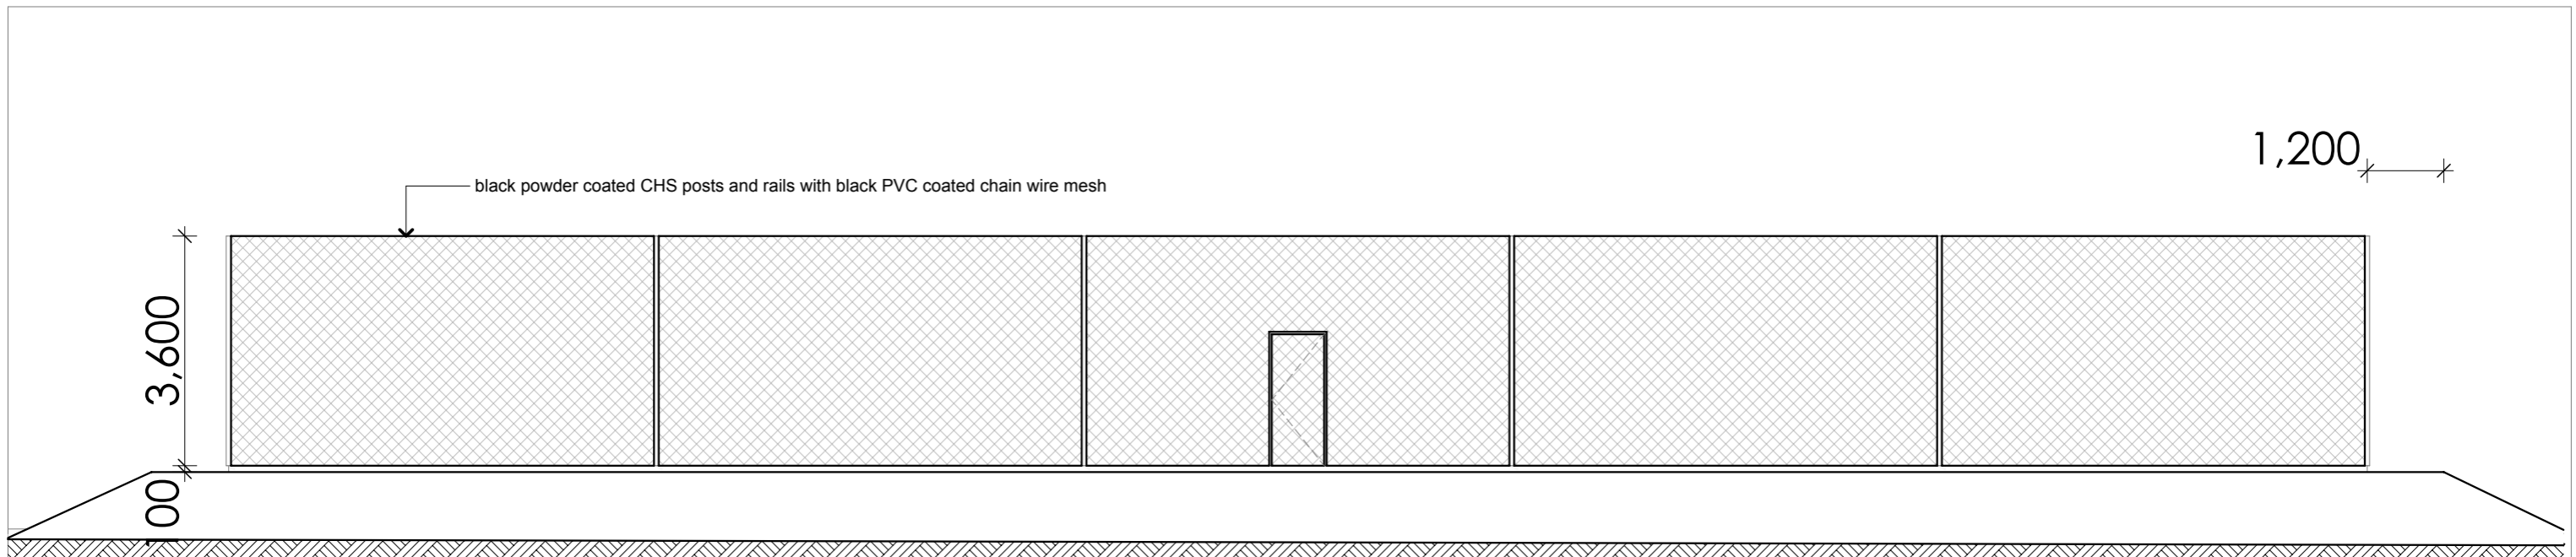 1,200
black powder coated CHS posts and rails with black PVC coated chain wire mesh
3,600
100